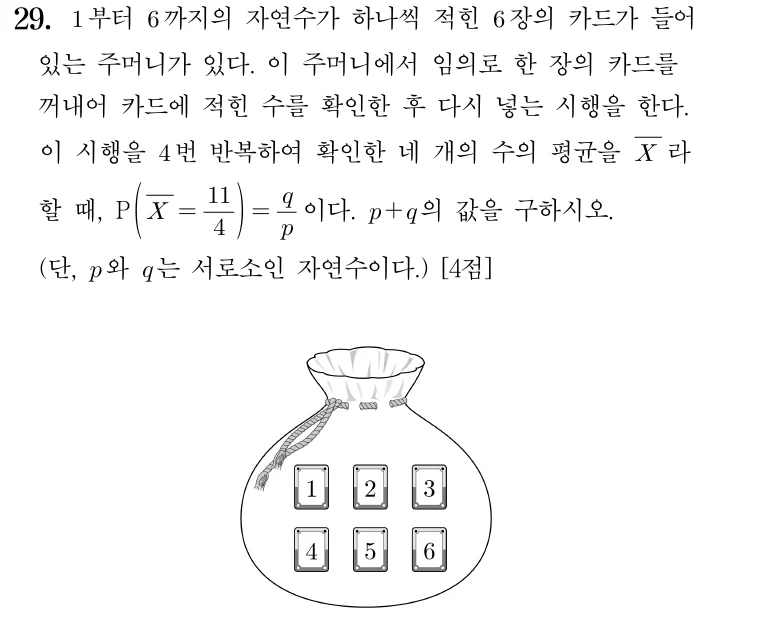 29. 1부터 6까지의 자연수가 하나씩 적힌 6장의 카드가 들어
있는 주머니가 있다. 이 주머니에서 임의로 한 장의 카드를
꺼내어 카드에 적힌 수를 확인한 후 다시 넣는 시행을 한다.
이 시행을 4번 반복하여 확인한 네 개의 수의 평균을 X̅ 라
할 때, P(X̅ = 11/4) = q/p 이다. p+q의 값을 구하시오.
(단, p와 q는 서로소인 자연수이다.) [4점]
1 2 3
4 5 6